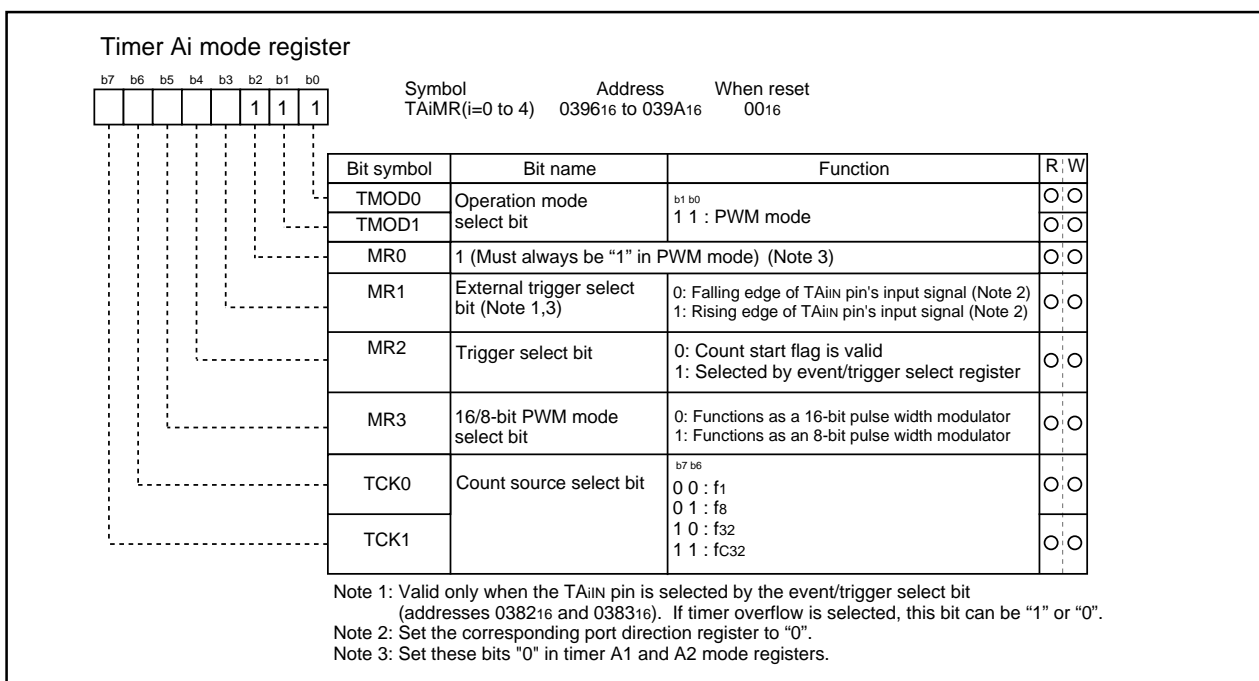 Timer Ai mode register
b7 b6 b5 b4 b3 b2 b1 b0
1 1 1
Symbol Address When reset
TAiMR(i=0 to 4) 039616 to 039A16 0016
Bit symbol Bit name Function R W
TMOD0 Operation mode select bit b1 b0
TMOD1 1 1 : PWM mode
MR0 1 (Must always be “1” in PWM mode) (Note 3)
MR1 External trigger select bit (Note 1,3) 0: Falling edge of TAiIN pin's input signal (Note 2)
1: Rising edge of TAiIN pin's input signal (Note 2)
MR2 Trigger select bit 0: Count start flag is valid
1: Selected by event/trigger select register
MR3 16/8-bit PWM mode select bit 0: Functions as a 16-bit pulse width modulator
1: Functions as an 8-bit pulse width modulator
b7 b6
TCK0 Count source select bit 0 0 : f1
0 1 : f8
1 0 : f32
TCK1 1 1 : fC32
Note 1: Valid only when the TAiIN pin is selected by the event/trigger select bit
(addresses 038216 and 038316). If timer overflow is selected, this bit can be “1” or “0”.
Note 2: Set the corresponding port direction register to “0”.
Note 3: Set these bits "0" in timer A1 and A2 mode registers.